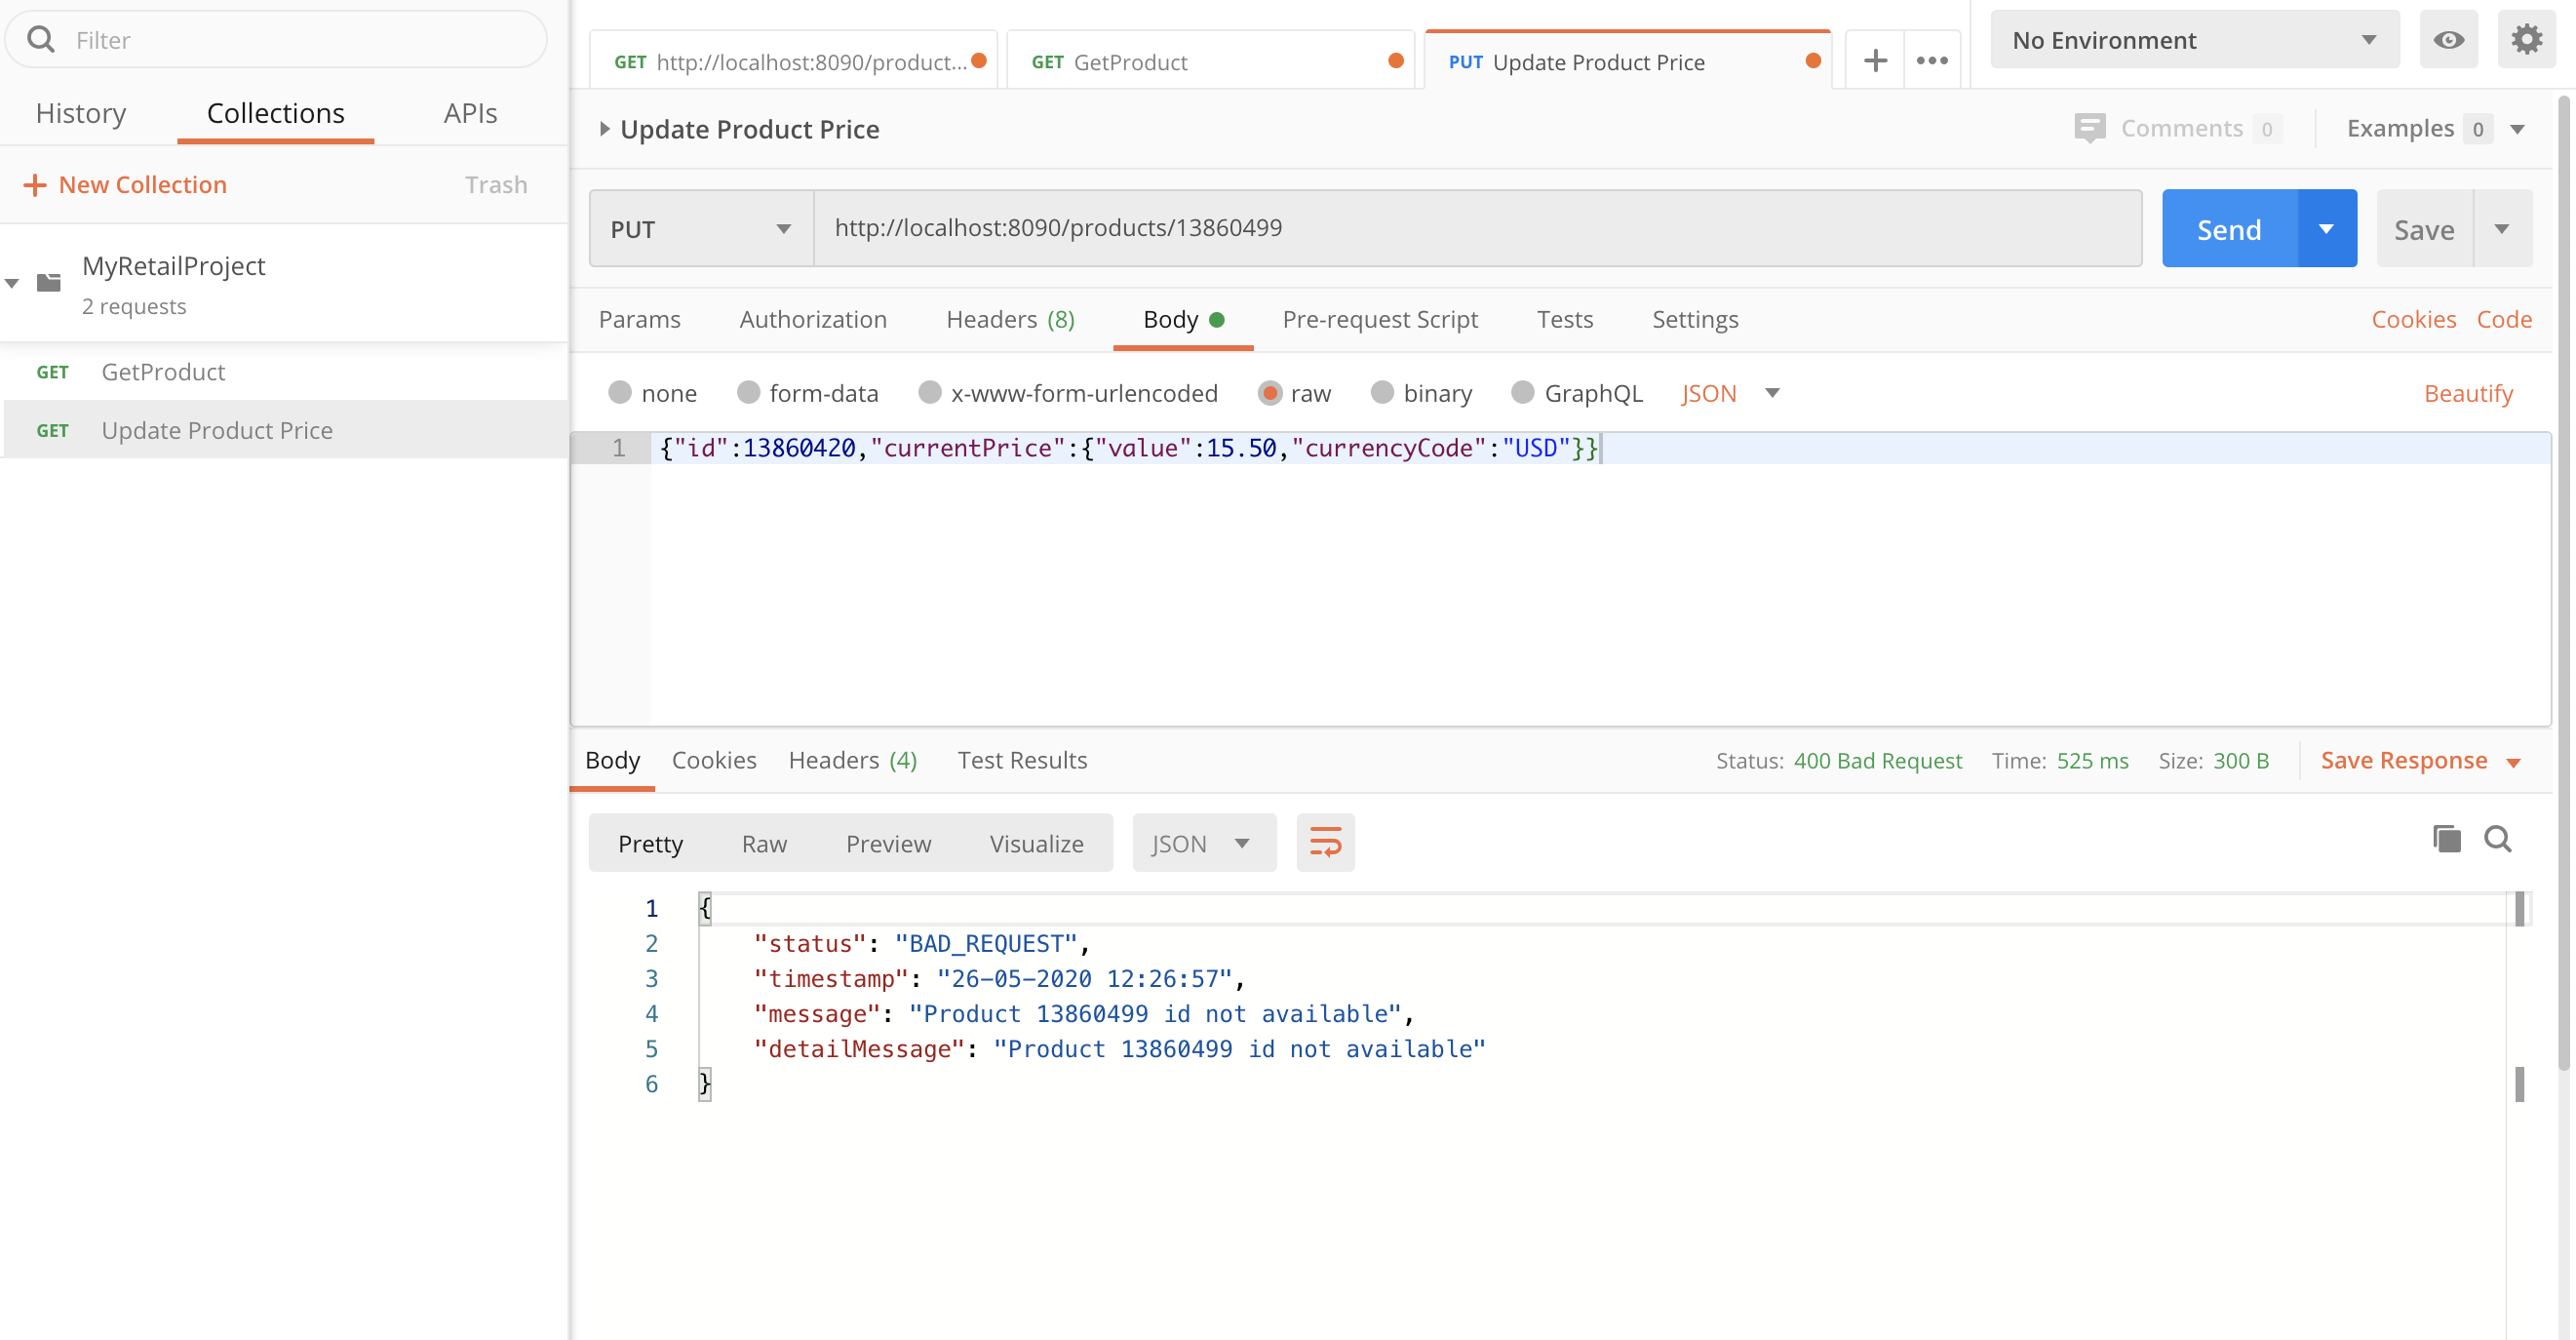 Filter
History Collections APIs
+ New Collection Trash
MyRetailProject
2 requests
GET GetProduct
GET Update Product Price
GET http://localhost:8090/product...
GET GetProduct
PUT Update Product Price
No Environment
Update Product Price
Comments 0 Examples 0
PUT http://localhost:8090/products/13860499 Send Save
Params Authorization Headers (8) Body Pre-request Script Tests Settings Cookies Code
none form-data x-www-form-urlencoded raw binary GraphQL JSON Beautify
1 {"id":13860420,"currentPrice":{"value":15.50,"currencyCode":"USD"}}
Body Cookies Headers (4) Test Results Status: 400 Bad Request Time: 525 ms Size: 300 B Save Response
Pretty Raw Preview Visualize JSON
1 {
2 "status": "BAD_REQUEST",
3 "timestamp": "26-05-2020 12:26:57",
4 "message": "Product 13860499 id not available",
5 "detailMessage": "Product 13860499 id not available"
6 }